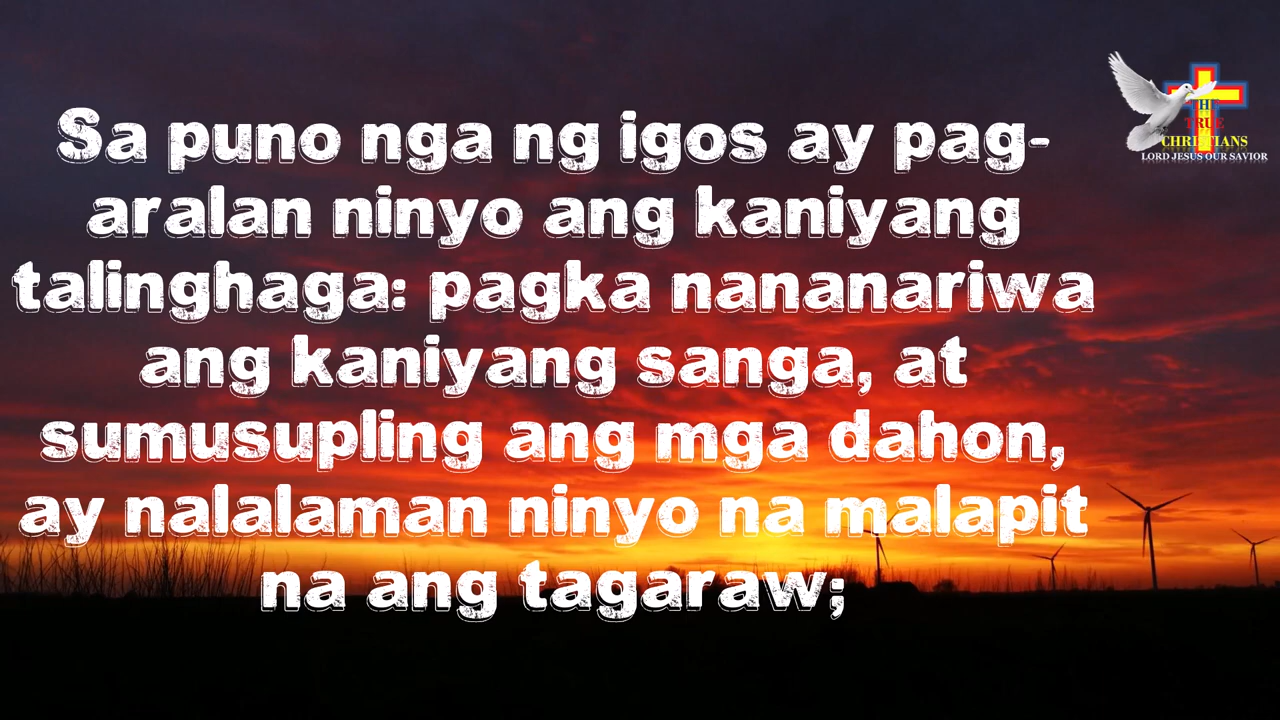 Sa puno nga ng igos ay pag-
aralan ninyo ang kaniyang
talinghaga: pagka nananariwa
ang kaniyang sanga, at
sumusupling ang mga dahon,
ay nalalaman ninyo na malapit
na ang tagaraw;
THE
TRUE
CHRISTIANS
LORD JESUS OUR SAVIOR